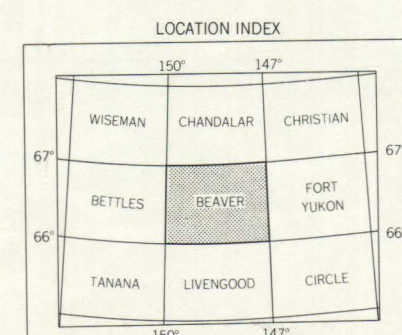 LOCATION INDEX
150° 147°
WISEMAN CHANDALAR CHRISTIAN
67° 67
BETTLES BEAVER FORT YUKON
66° 66
TANANA LIVENGOOD CIRCLE
150° 147°